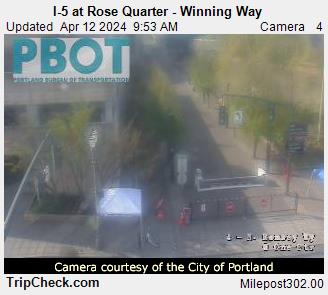 I-5 at Rose Quarter - Winning Way
Updated Apr 12 2024 9:53 AM Camera 4
PBOT
PORTLAND BUREAU OF TRANSPORTATION
Camera courtesy of the City of Portland
TripCheck.com Milepost302.00